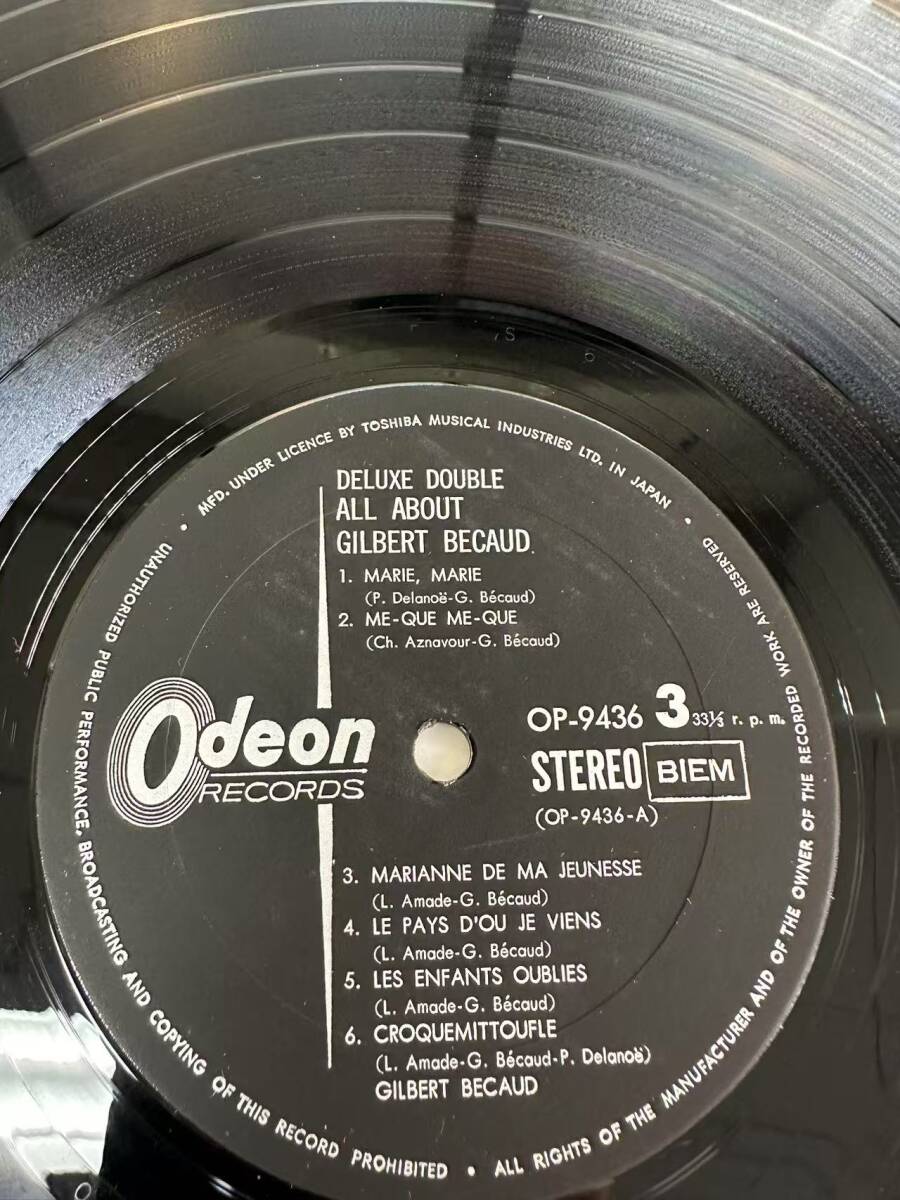 MFD. UNDER LICENCE BY TOSHIBA MUSICAL INDUSTRIES LTD. IN JAPAN
DELUXE DOUBLE
ALL ABOUT
GILBERT BECAUD.
1. MARIE, MARIE
(P. Delanoë-G. Bécaud)
2. ME-QUE ME-QUE
(Ch. Aznavour-G. Bécaud)
Odeon
RECORDS
OP-9436 3 33⅓ r. p. m.
STEREO BIEM
(OP-9436-A)
3. MARIANNE DE MA JEUNESSE
(L. Amade-G. Bécaud)
4. LE PAYS D'OU JE VIENS
(L. Amade-G. Bécaud)
5. LES ENFANTS OUBLIES
(L. Amade-G. Bécaud)
6. CROQUEMITTOUFLE
(L. Amade-G. Bécaud-P. Delanoë)
GILBERT BECAUD
UNAUTHORIZED PUBLIC PERFORMANCE, BROADCASTING AND COPYING OF THIS RECORD PROHIBITED • ALL RIGHTS OF THE MANUFACTURER AND OF THE OWNER OF THE RECORDED WORK ARE RESERVED